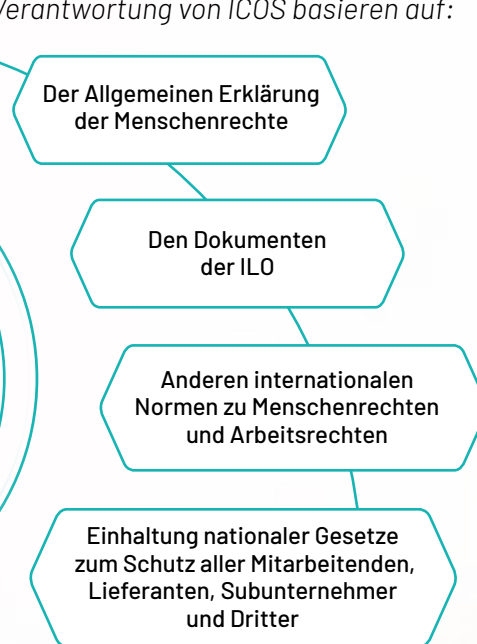 Verantwortung von ICOS basieren auf:
Der Allgemeinen Erklärung
der Menschenrechte
Den Dokumenten
der ILO
Anderen internationalen
Normen zu Menschenrechten
und Arbeitsrechten
Einhaltung nationaler Gesetze
zum Schutz aller Mitarbeitenden,
Lieferanten, Subunternehmer
und Dritter